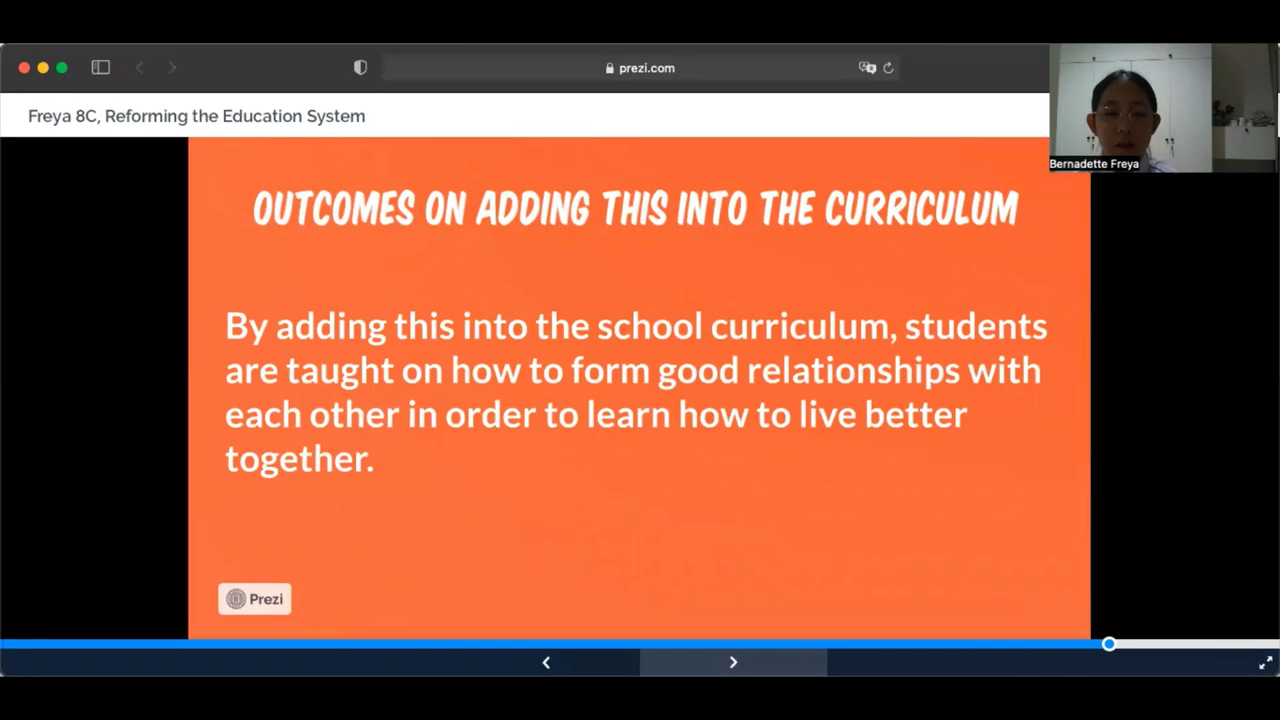 prezi.com
Freya 8C, Reforming the Education System
Bernadette Freya
OUTCOMES ON ADDING THIS INTO THE CURRICULUM
By adding this into the school curriculum, students
are taught on how to form good relationships with
each other in order to learn how to live better
together.
Prezi